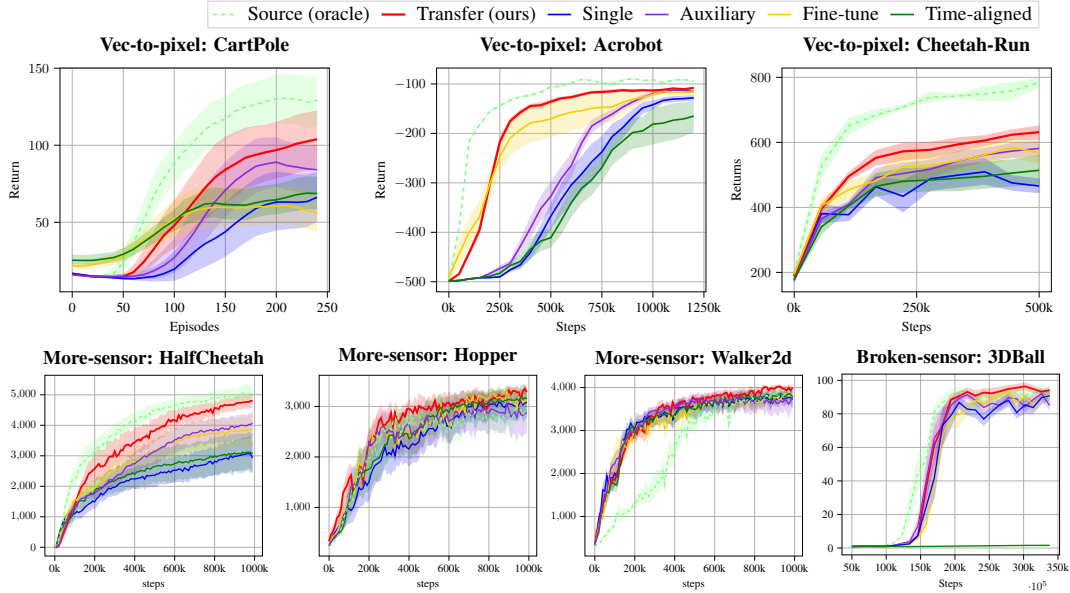 Source (oracle) Transfer (ours) Single Auxiliary Fine-tune Time-aligned
Vec-to-pixel: CartPole
150
100
50
Return
0 50 100 150 200 250
Episodes
Vec-to-pixel: Acrobot
−100
−200
−300
−400
−500
Return
0 250k 500k 750k 1000k 1250k
Steps
Vec-to-pixel: Cheetah-Run
800
600
400
200
Returns
0k 250k 500k
Steps
More-sensor: HalfCheetah
5,000
4,000
3,000
2,000
1,000
0
0k 200k 400k 600k 800k 1000k
steps
More-sensor: Hopper
3,000
2,000
1,000
0k 200k 400k 600k 800k 1000k
steps
More-sensor: Walker2d
4,000
3,000
2,000
1,000
0k 200k 400k 600k 800k 1000k
steps
Broken-sensor: 3DBall
100
80
60
40
20
0
50k 100k 150k 200k 250k 300k 350k
Steps
·10⁵